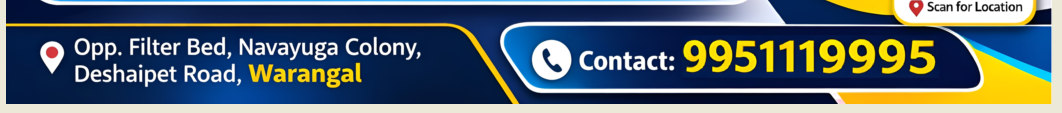 Scan for Location
Opp. Filter Bed, Navayuga Colony,
Deshaipet Road, Warangal
Contact: 9951119995